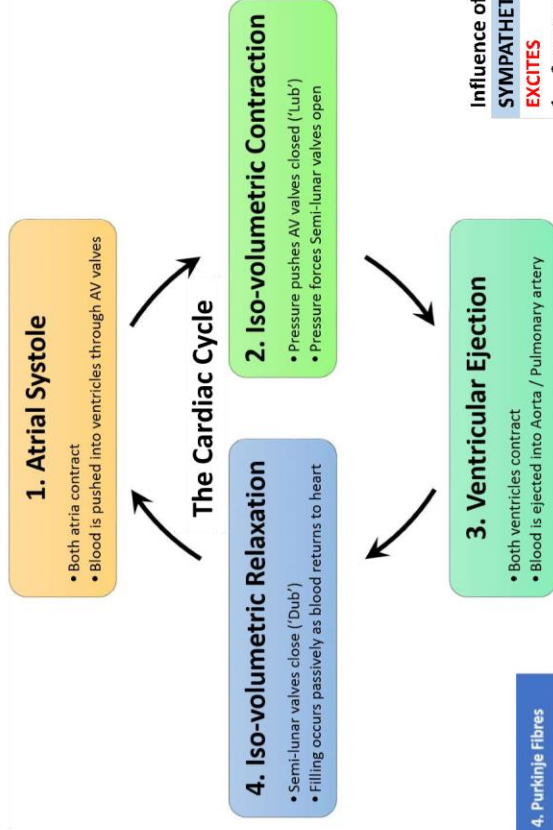 1. Atrial Systole
• Both atria contract
• Blood is pushed into ventricles through AV valves
The Cardiac Cycle
2. Iso-volumetric Contraction
• Pressure pushes AV valves closed ('Lub')
• Pressure forces Semi-lunar valves open
3. Ventricular Ejection
• Both ventricles contract
• Blood is ejected into Aorta / Pulmonary artery
4. Iso-volumetric Relaxation
• Semi-lunar valves close ('Dub')
• Filling occurs passively as blood returns to heart
4. Purkinje Fibres
Influence of
SYMPATHET
EXCITES